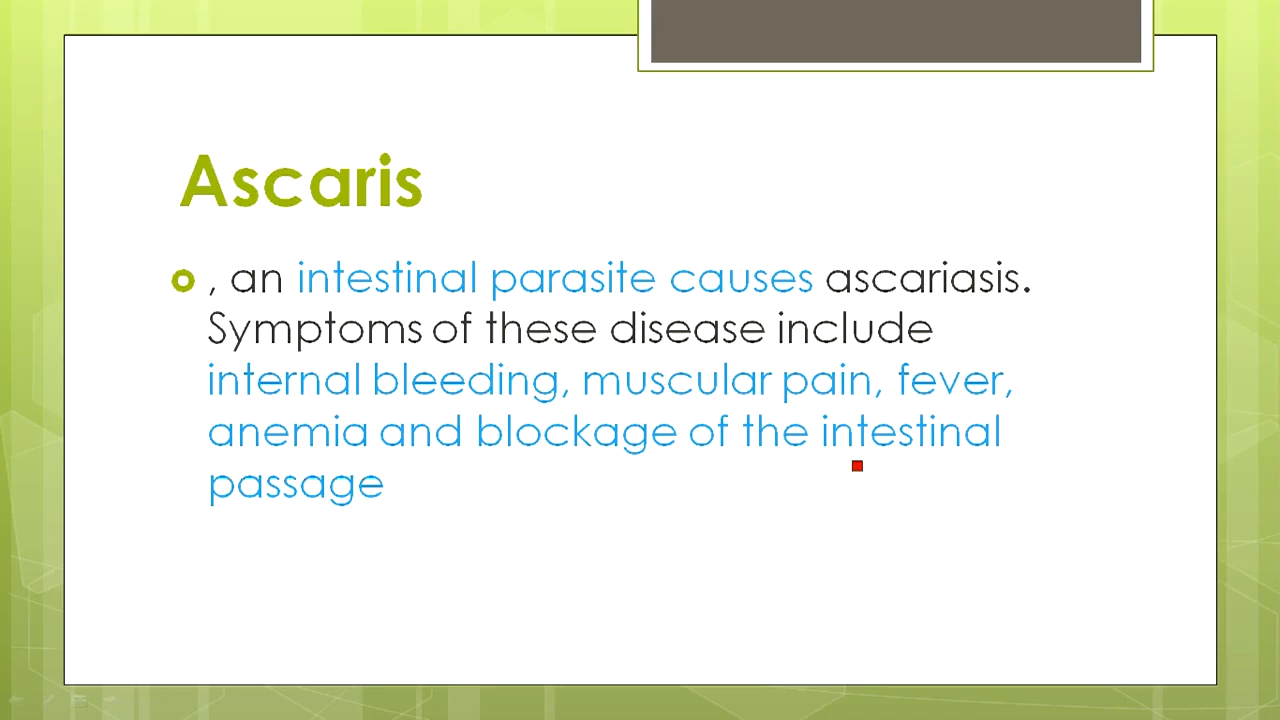 Ascaris
, an intestinal parasite causes ascariasis.
Symptoms of these disease include
internal bleeding, muscular pain, fever,
anemia and blockage of the intestinal
passage